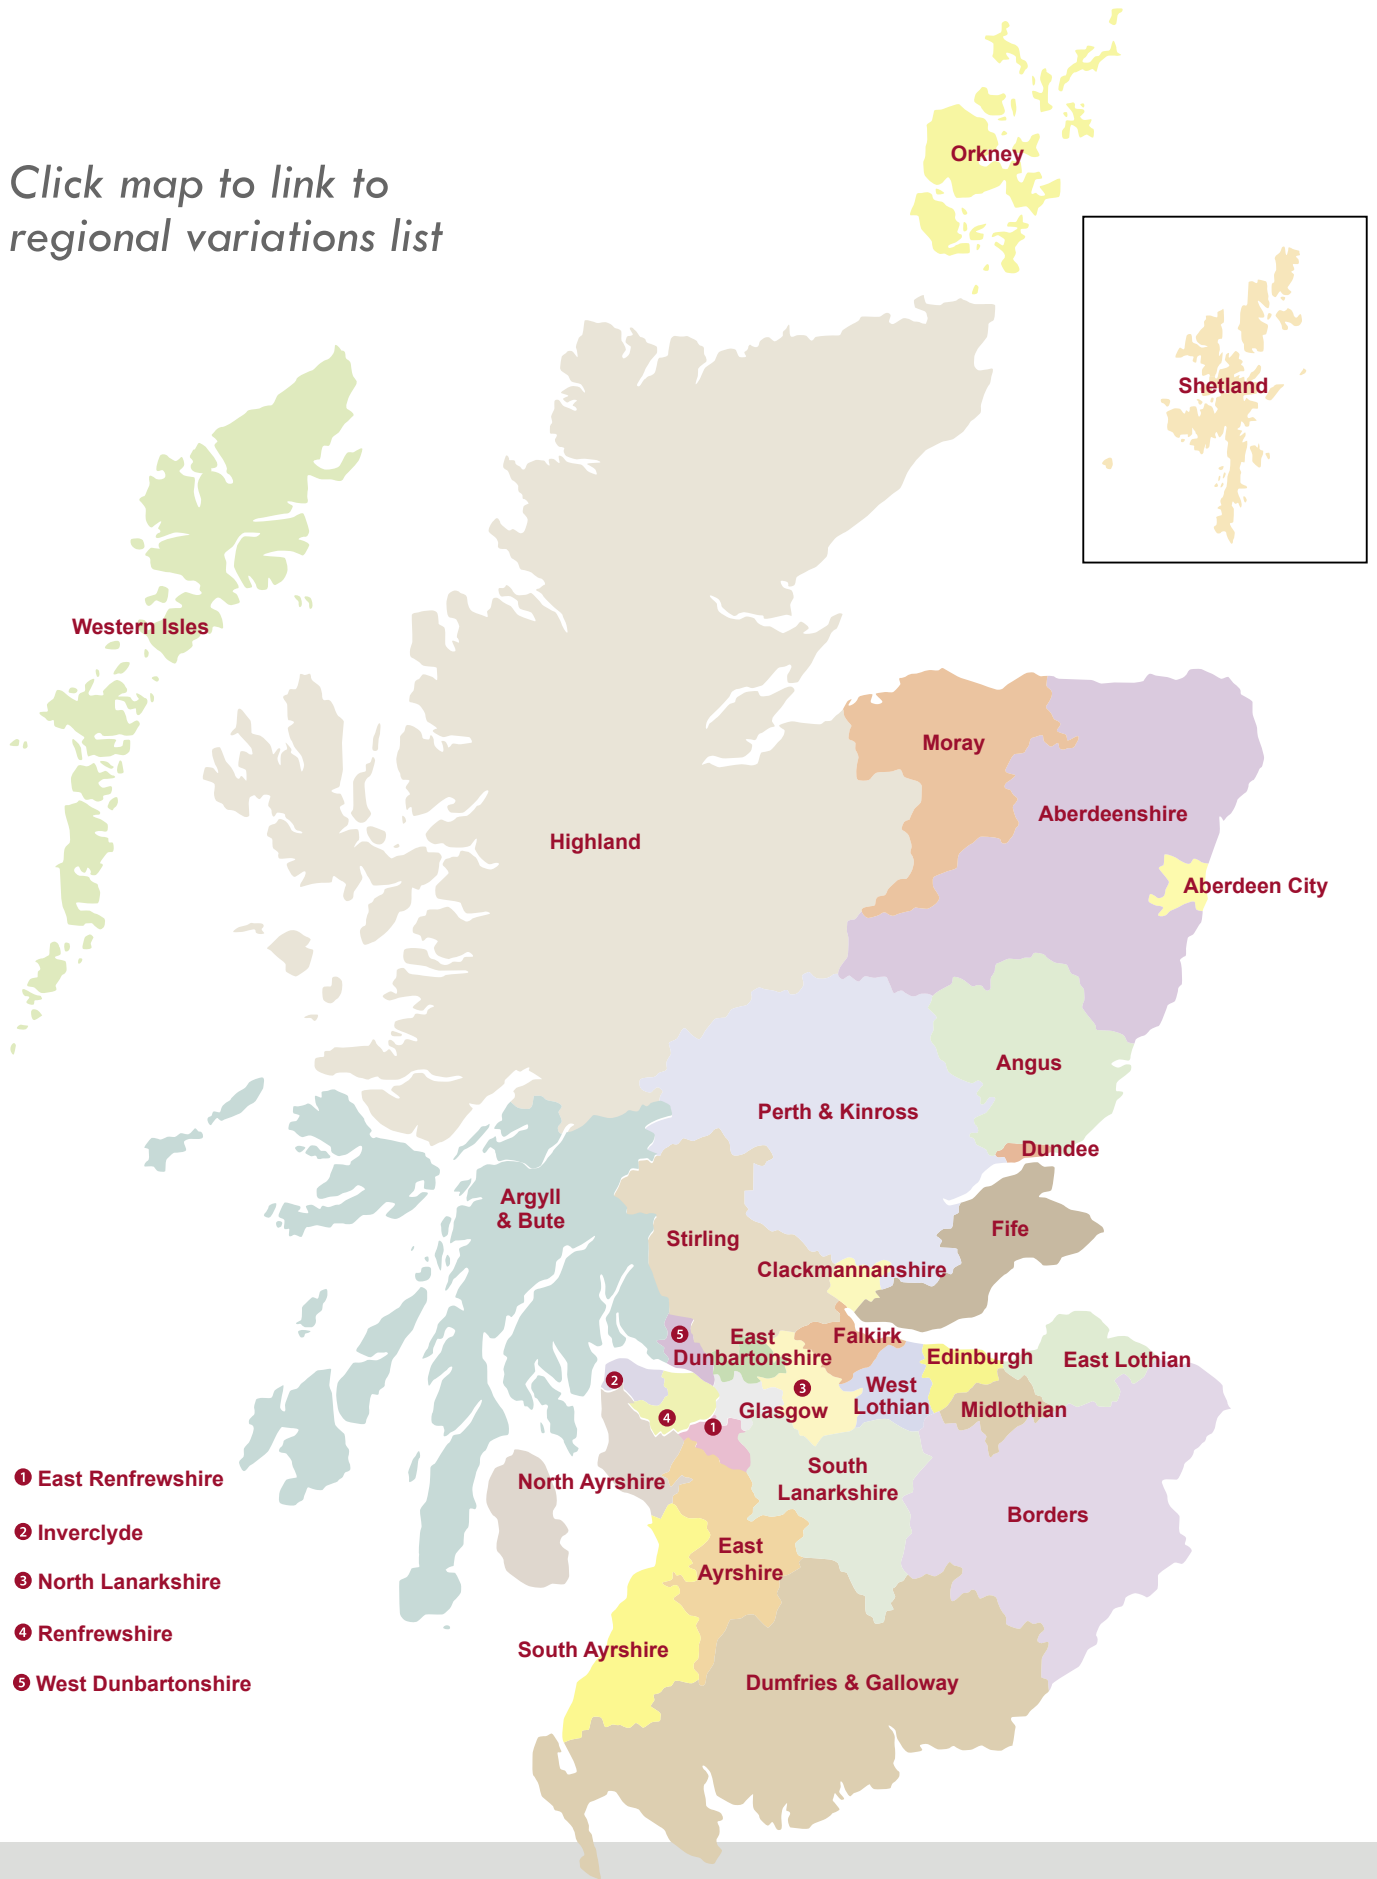 Click map to link to
regional variations list
Orkney
Shetland
Western Isles
Moray
Aberdeenshire
Highland
Aberdeen City
Angus
Perth & Kinross
Dundee
Argyll
& Bute
Fife
Stirling
Clackmannanshire
5
East
Dunbartonshire
Falkirk
Edinburgh
East Lothian
2
3
West
Lothian
4
1
Glasgow
Midlothian
1 East Renfrewshire
North Ayrshire
South
Lanarkshire
Borders
2 Inverclyde
East
Ayrshire
3 North Lanarkshire
4 Renfrewshire
South Ayrshire
5 West Dunbartonshire
Dumfries & Galloway